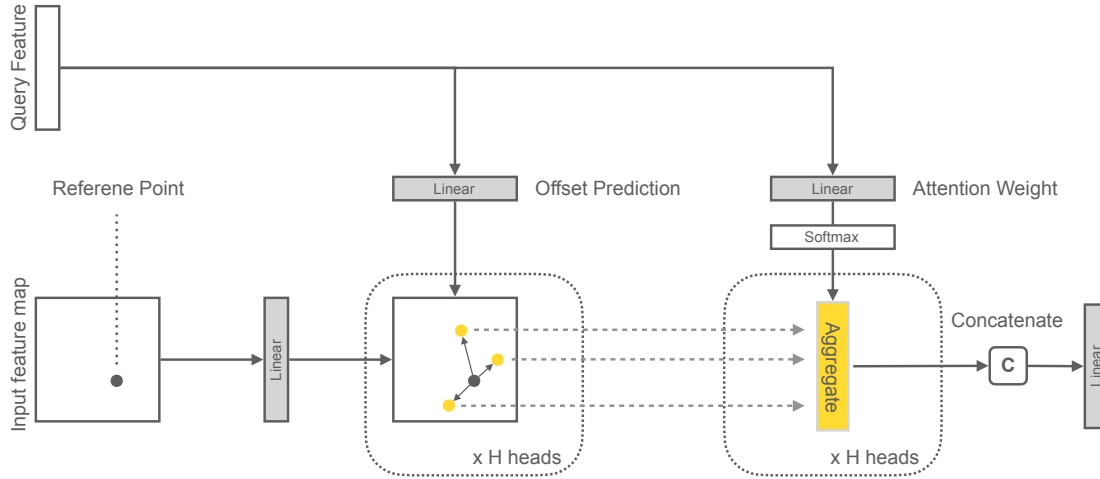 Query Feature
Referene Point
Linear
Offset Prediction
Linear
Attention Weight
Softmax
Input feature map
Linear
Aggregate
Concatenate
C
Linear
x H heads
x H heads